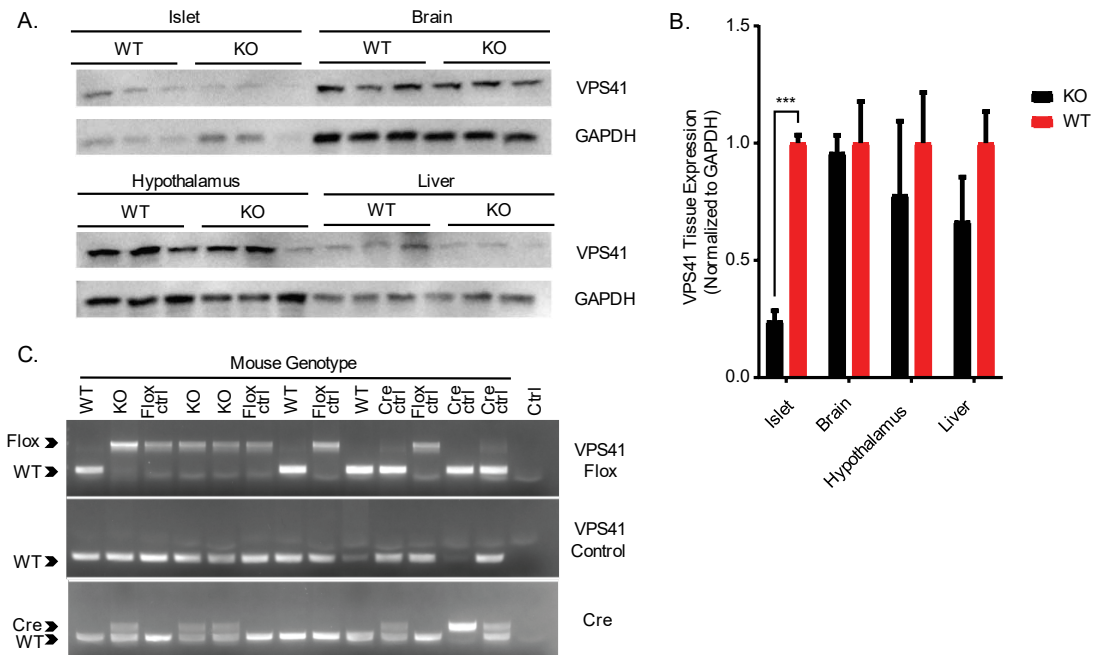 A.
Islet
Brain
WT
KO
WT
KO
VPS41
GAPDH
Hypothalamus
Liver
WT
KO
WT
KO
VPS41
GAPDH
B.
1.5
1.0
0.5
0.0
VPS41 Tissue Expression
(Normalized to GAPDH)
***
KO
WT
Islet
Brain
Hypothalamus
Liver
C.
Mouse Genotype
WT
KO
Flox ctrl
KO
KO
Flox ctrl
WT
Flox ctrl
WT
Cre ctrl
Flox ctrl
Cre ctrl
Cre ctrl
Ctrl
Flox
WT
VPS41
Flox
WT
VPS41
Control
Cre
WT
Cre